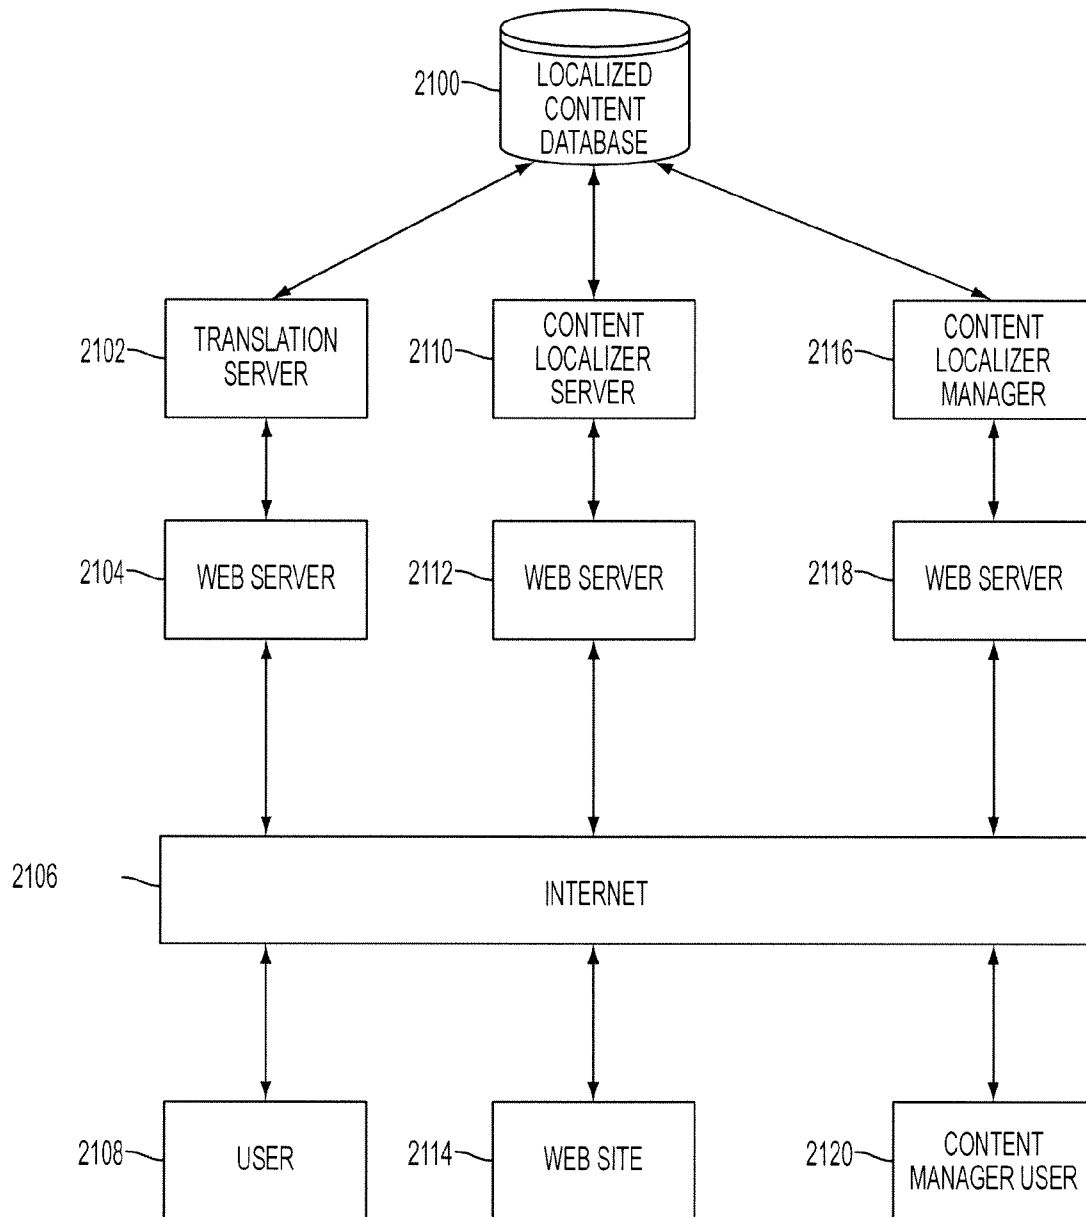 2100
LOCALIZED
CONTENT
DATABASE
2102
TRANSLATION
SERVER
2110
CONTENT
LOCALIZER
SERVER
2116
CONTENT
LOCALIZER
MANAGER
2104
WEB SERVER
2112
WEB SERVER
2118
WEB SERVER
2106
INTERNET
2108
USER
2114
WEB SITE
2120
CONTENT
MANAGER USER